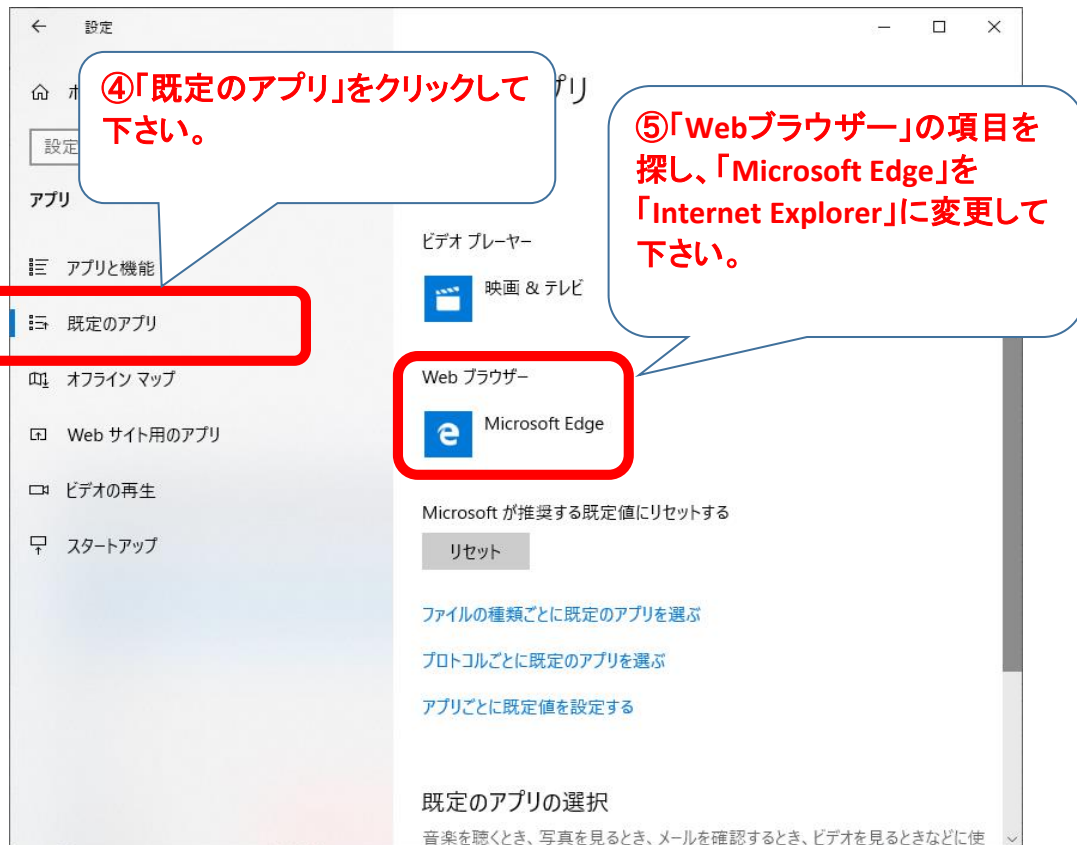 設定
④「既定のアプリ」をクリックして
下さい。
プリ
⑤「Webブラウザー」の項目を
探し、「Microsoft Edge」を
「Internet Explorer」に変更して
下さい。
設定
アプリ
アプリと機能
既定のアプリ
オフライン マップ
Web サイト用のアプリ
ビデオの再生
スタートアップ
ビデオ プレーヤー
映画 & テレビ
Web ブラウザー
Microsoft Edge
Microsoft が推奨する既定値にリセットする
リセット
ファイルの種類ごとに既定のアプリを選ぶ
プロトコルごとに既定のアプリを選ぶ
アプリごとに既定値を設定する
既定のアプリの選択
音楽を聴くとき、写真を見るとき、メールを確認するとき、ビデオを見るときなどに使